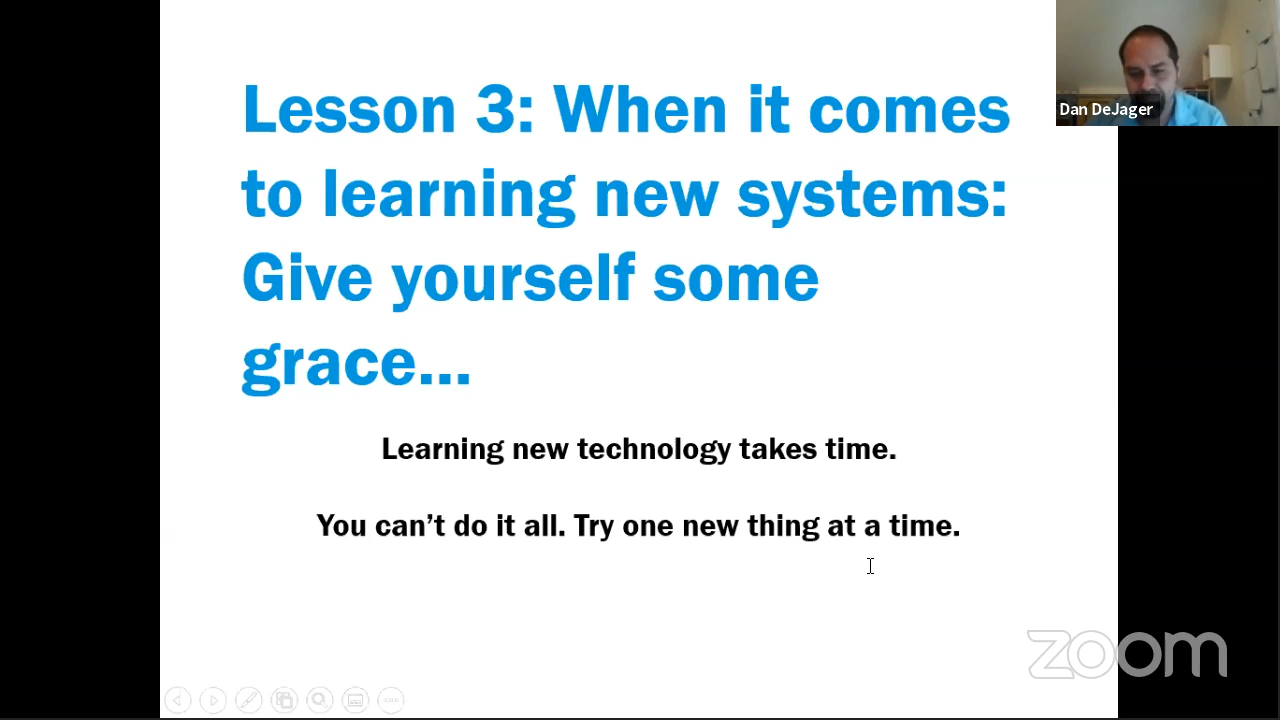 Lesson 3: When it comes
to learning new systems:
Give yourself some
grace...
Learning new technology takes time.
You can’t do it all. Try one new thing at a time.
Dan DeJager
zoom